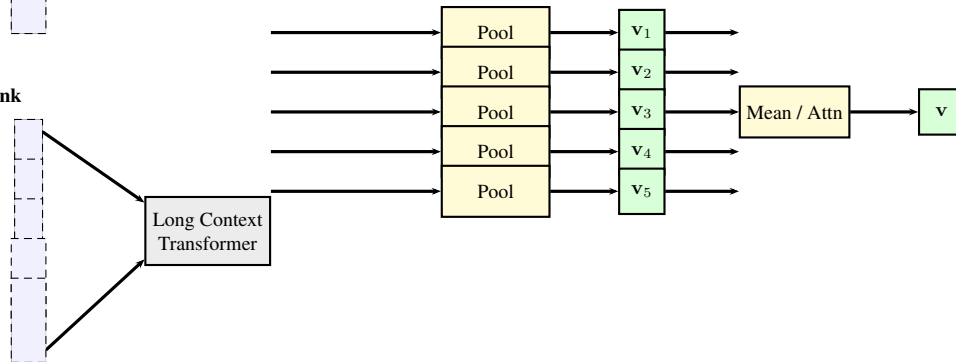 Pool
v1
Pool
v2
nk
Pool
v3
Mean / Attn
v
Pool
v4
Pool
v5
Long Context
Transformer